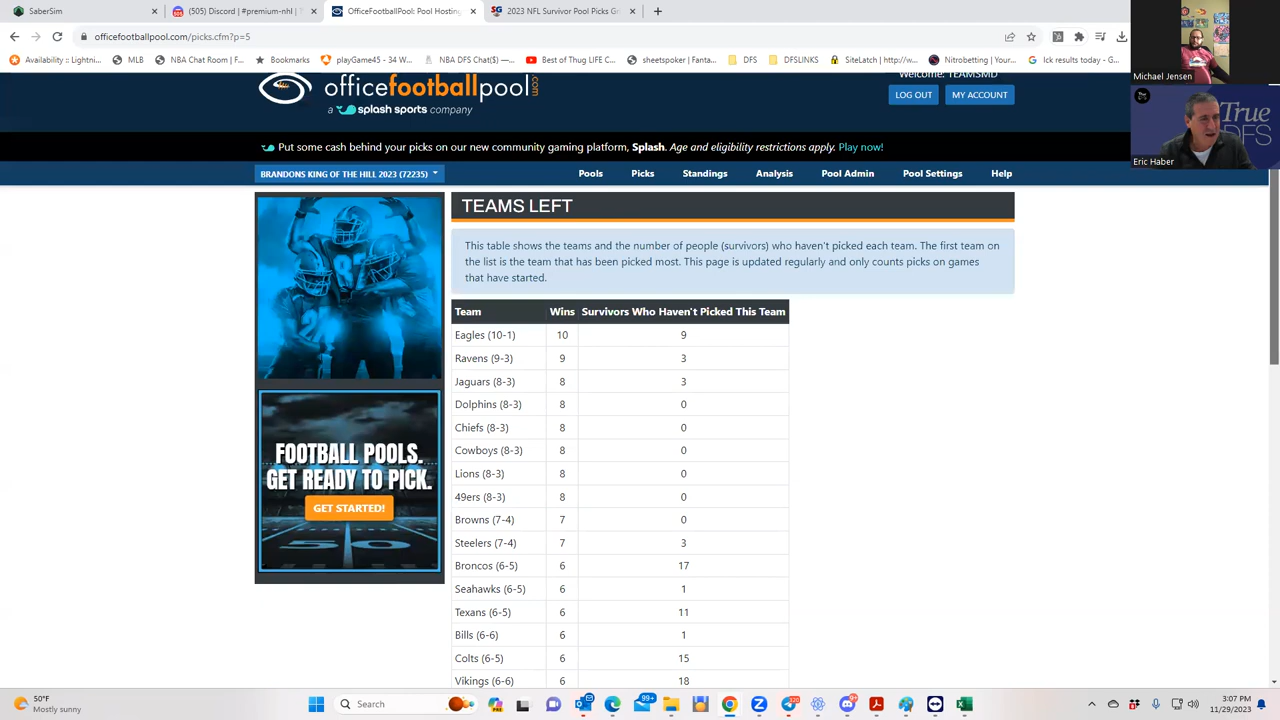 SaberSim
(505) Discord | #premium-nhl | T
OfficeFootballPool: Pool Hosting
2023 NFL Survivor Pool Picks Gri
officefootballpool.com/picks.cfm?p=5
Availability :: Lightni...
MLB
NBA Chat Room | F...
Bookmarks
playGame45 - 34 W...
NBA DFS Chat($) —...
Best of Thug LIFE C...
sheetspoker | Fanta...
DFS
DFSLINKS
SiteLatch | http://w...
Nitrobetting | Your...
lck results today - G...
Michael Jensen
True
DFS
Eric Haber
officefootballpool.com
a splash sports company
Welcome: TEAMSMD
LOG OUT
MY ACCOUNT
Put some cash behind your picks on our new community gaming platform, Splash. Age and eligibility restrictions apply. Play now!
BRANDONS KING OF THE HILL 2023 (72235)
Pools Picks Standings Analysis Pool Admin Pool Settings Help
TEAMS LEFT
This table shows the teams and the number of people (survivors) who haven't picked each team. The first team on
the list is the team that has been picked most. This page is updated regularly and only counts picks on games
that have started.
Team Wins Survivors Who Haven't Picked This Team
Eagles (10-1) 10 9
Ravens (9-3) 9 3
Jaguars (8-3) 8 3
Dolphins (8-3) 8 0
Chiefs (8-3) 8 0
Cowboys (8-3) 8 0
Lions (8-3) 8 0
49ers (8-3) 8 0
Browns (7-4) 7 0
Steelers (7-4) 7 3
Broncos (6-5) 6 17
Seahawks (6-5) 6 1
Texans (6-5) 6 11
Bills (6-6) 6 1
Colts (6-5) 6 15
Vikings (6-6) 6 18
FOOTBALL POOLS.
GET READY TO PICK.
GET STARTED!
50
50°F
Mostly sunny
Search
99+
3:07 PM
11/29/2023